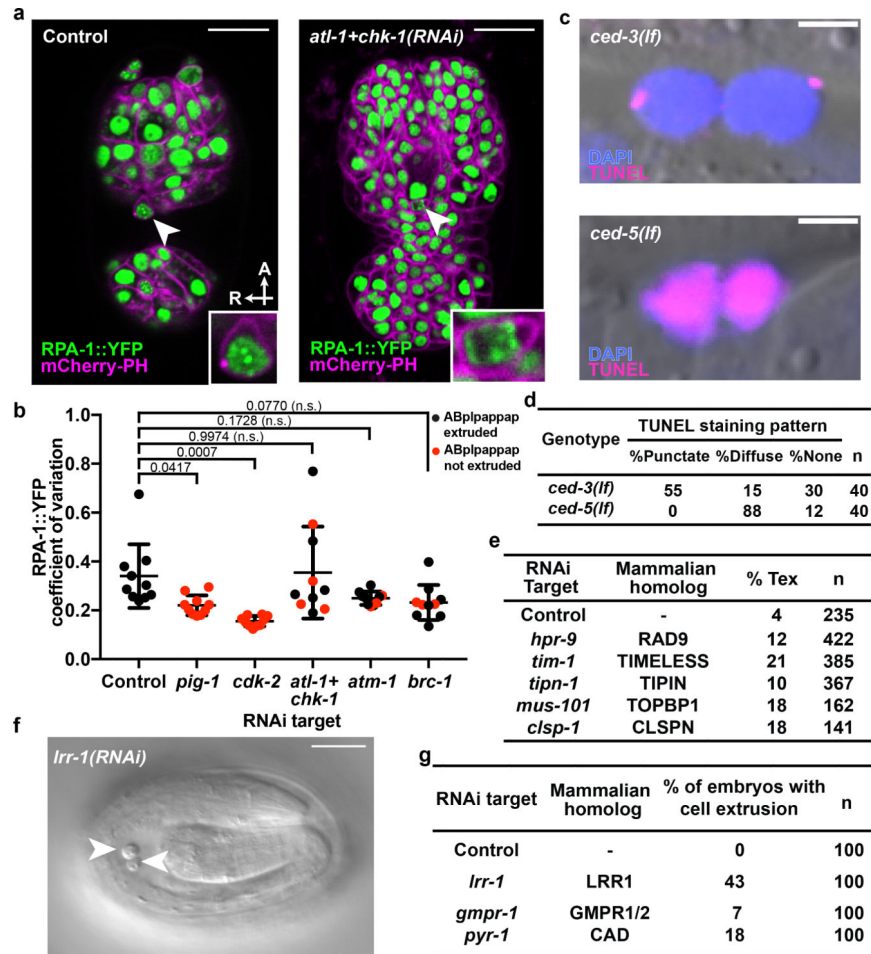 a
Control
atl-1+chk-1(RNAi)
A
R
RPA-1::YFP
mCherry-PH
RPA-1::YFP
mCherry-PH
c
ced-3(lf)
DAPI
TUNEL
ced-5(lf)
DAPI
TUNEL
b
RPA-1::YFP
coefficient of variation
1.0
0.8
0.6
0.4
0.2
0.0
0.0770 (n.s.)
0.1728 (n.s.)
0.9974 (n.s.)
0.0007
0.0417
ABplpappap
extruded
ABplpappap
not extruded
Control pig-1 cdk-2 atl-1+ atm-1 brc-1
chk-1
RNAi target
d
Genotype TUNEL staining pattern
%Punctate %Diffuse %None n
ced-3(lf) 55 15 30 40
ced-5(lf) 0 88 12 40
e
RNAi Mammalian % Tex n
Target homolog
Control - 4 235
hpr-9 RAD9 12 422
tim-1 TIMELESS 21 385
tipn-1 TIPIN 10 367
mus-101 TOPBP1 18 162
clsp-1 CLSPN 18 141
f
lrr-1(RNAi)
g
RNAi target Mammalian % of embryos with n
homolog cell extrusion
Control - 0 100
lrr-1 LRR1 43 100
gmpr-1 GMPR1/2 7 100
pyr-1 CAD 18 100